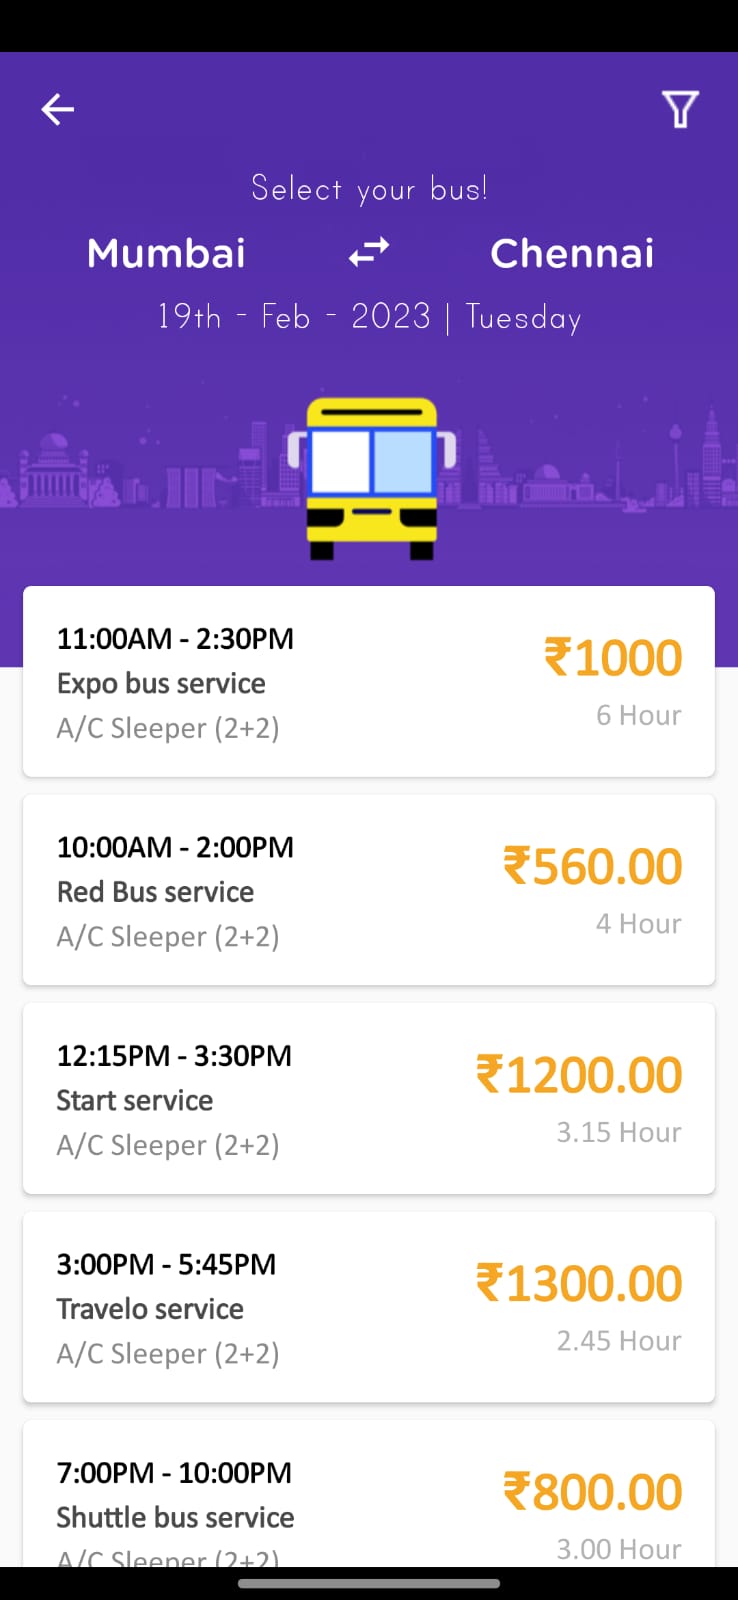 Select your bus!
Mumbai Chennai
19th - Feb - 2023 | Tuesday
11:00AM - 2:30PM
₹1000
Expo bus service
6 Hour
A/C Sleeper (2+2)
10:00AM - 2:00PM
₹560.00
Red Bus service
4 Hour
A/C Sleeper (2+2)
12:15PM - 3:30PM
₹1200.00
Start service
3.15 Hour
A/C Sleeper (2+2)
3:00PM - 5:45PM
₹1300.00
Travelo service
2.45 Hour
A/C Sleeper (2+2)
7:00PM - 10:00PM
₹800.00
Shuttle bus service
3.00 Hour
A/C Sleeper (2+2)